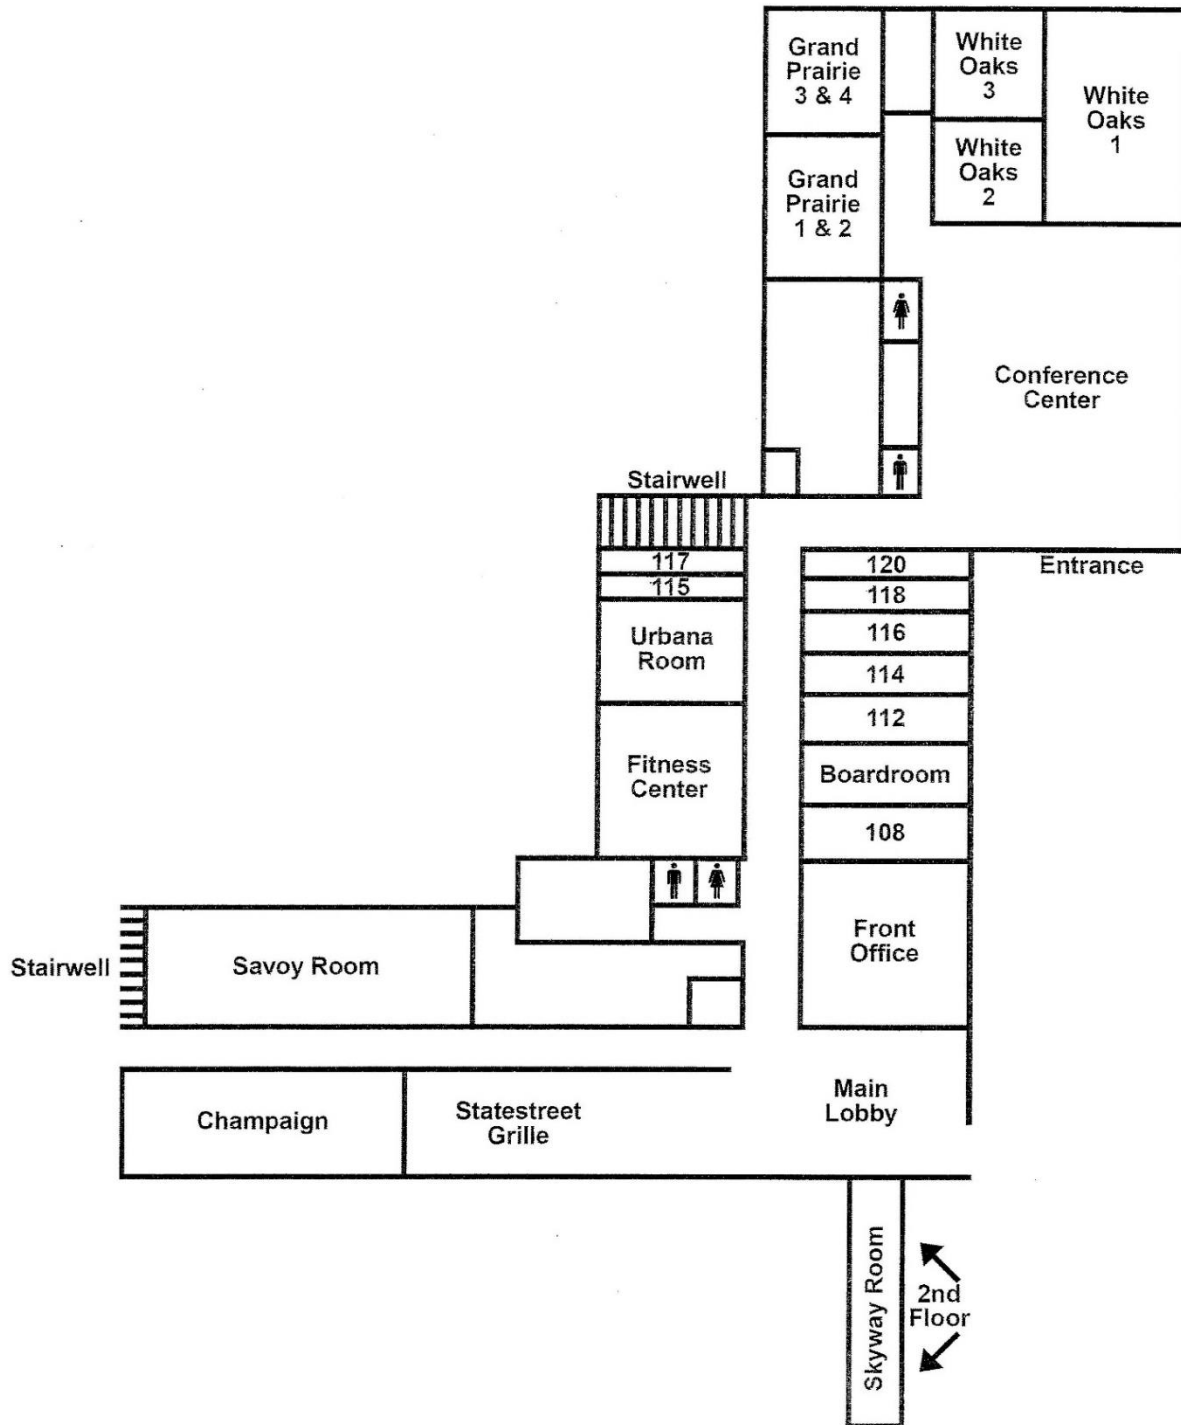 Grand
Prairie
3 & 4
White
Oaks
3
White
Oaks
1
Grand
Prairie
1 & 2
White
Oaks
2
Conference
Center
Stairwell
117
115
Urbana
Room
Fitness
Center
120
118
116
114
112
Boardroom
108
Front
Office
Entrance
Stairwell
Savoy Room
Champaign
Statestreet
Grille
Main
Lobby
Skyway Room
2nd
Floor